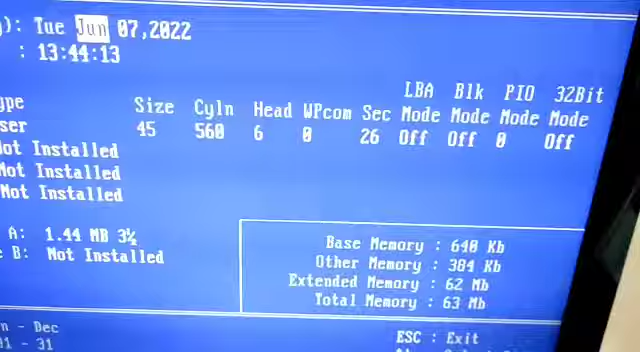 ): Tue Jun 07,2022
: 13:44:13
LBA Blk PIO 32Bit
ype Size Cyln Head WPcom Sec Mode Mode Mode Mode
ser 45 560 6 0 26 Off Off 0 Off
Not Installed
Not Installed
Not Installed
A: 1.44 MB 3½
B: Not Installed
Base Memory : 640 Kb
Other Memory : 384 Kb
Extended Memory : 62 Mb
Total Memory : 63 Mb
n - Dec
01 - 31
ESC : Exit